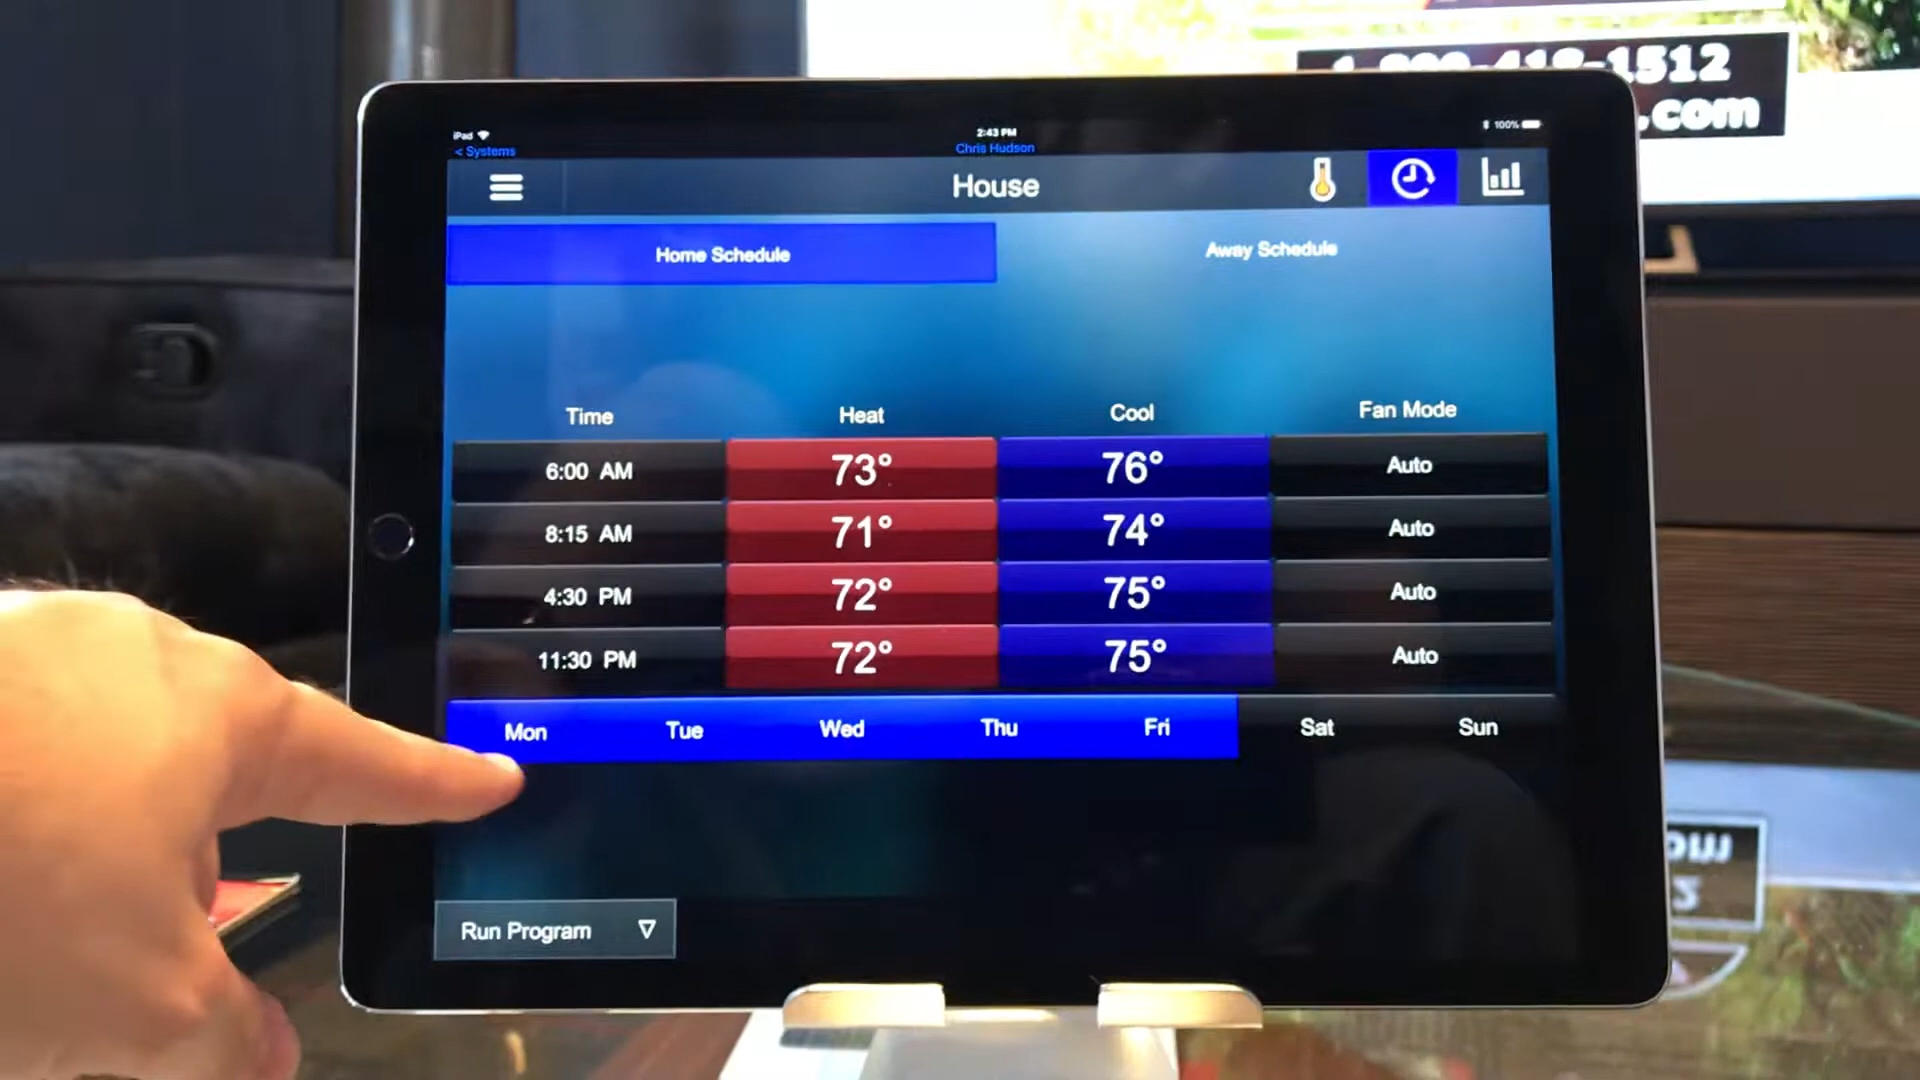 1512
.com
iPad
2:43 PM
100%
< Systems
Chris Hudson
House
Home Schedule
Away Schedule
Time Heat Cool Fan Mode
6:00 AM 73° 76° Auto
8:15 AM 71° 74° Auto
4:30 PM 72° 75° Auto
11:30 PM 72° 75° Auto
Mon Tue Wed Thu Fri Sat Sun
Run Program